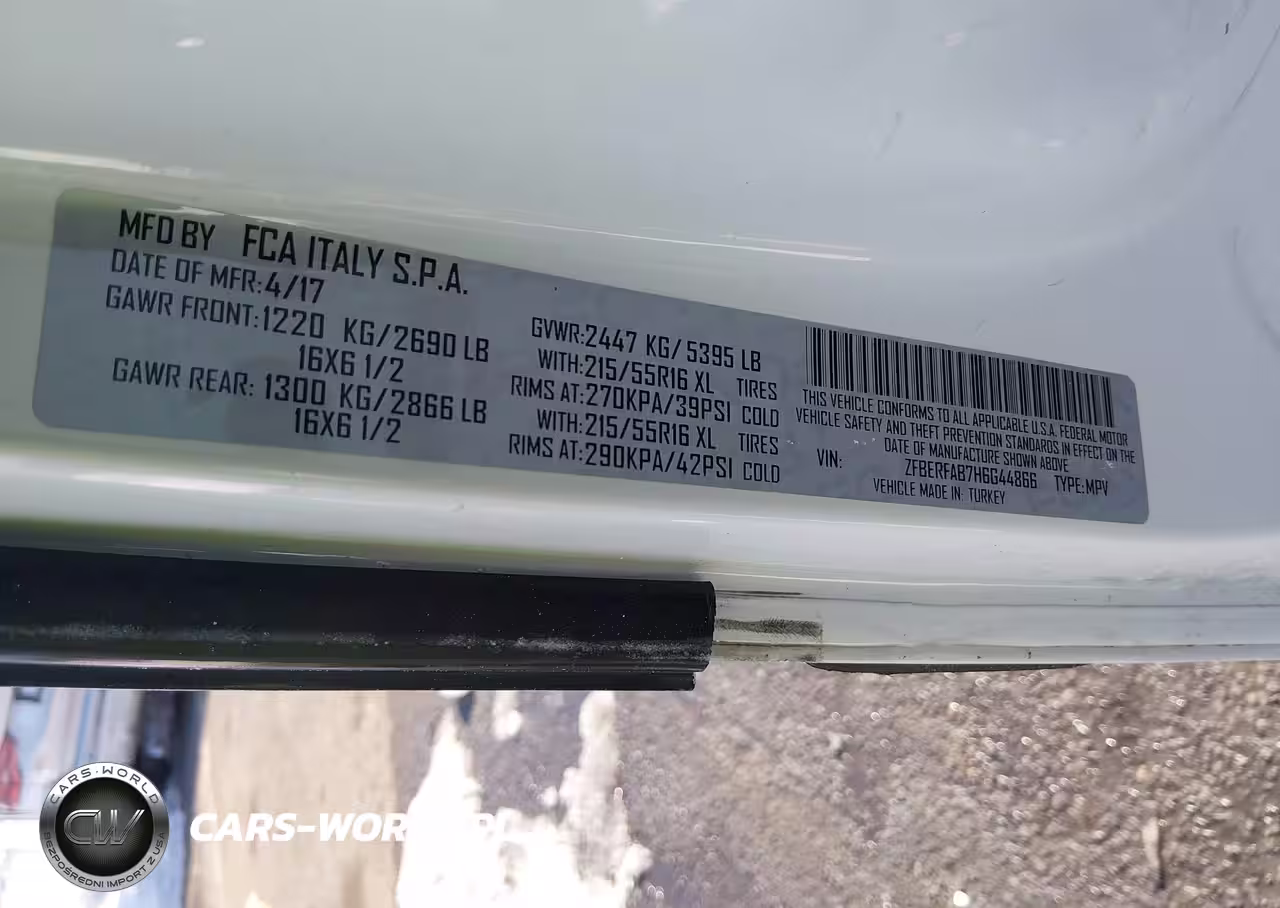 MFD BY FCA ITALY S.P.A.
DATE OF MFR:4/17
GAWR FRONT:1220 KG/2690 LB
16X6 1/2
GAWR REAR: 1300 KG/2866 LB
16X6 1/2
GVWR:2447 KG/5395 LB
WITH:215/55R16 XL TIRES
RIMS AT:270KPA/39PSI COLD
WITH:215/55R16 XL TIRES
RIMS AT:290KPA/42PSI COLD
THIS VEHICLE CONFORMS TO ALL APPLICABLE U.S.A. FEDERAL MOTOR
VEHICLE SAFETY AND THEFT PREVENTION STANDARDS IN EFFECT ON THE
DATE OF MANUFACTURE SHOWN ABOVE
VIN: ZFBERFAB7H6G44866 TYPE:MPV
VEHICLE MADE IN: TURKEY
CARS-WORLD
CW
BEZPOŚREDNI IMPORT Z USA